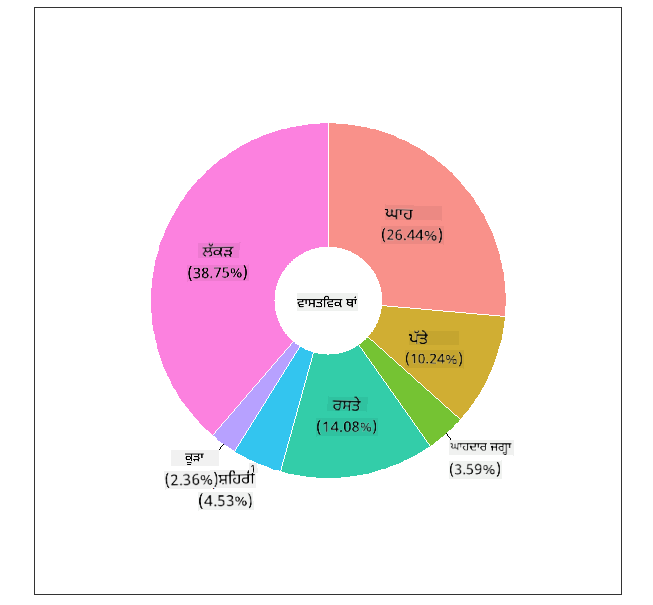 ਘਾਹ
(26.44%)
ਲੱਕੜ
(38.75%)
ਵਾਸਤਵਿਕ ਥਾਂ
ਪੱਤੇ
(10.24%)
ਰਸਤੇ
(14.08%)
ਘਾਹਦਾਰ ਜਗ੍ਹਾ
(3.59%)
ਕੂੜਾ
(2.36%)
ਸ਼ਹਿਰੀ
(4.53%)